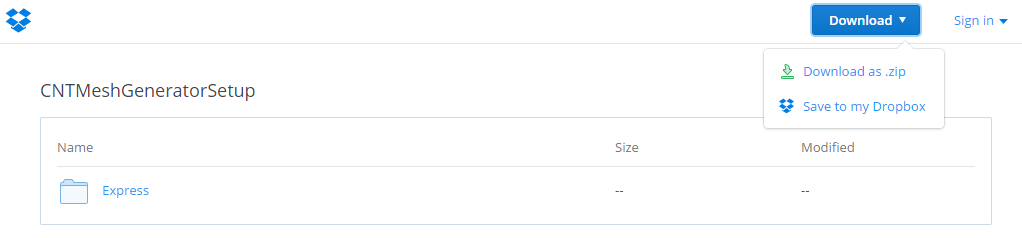 Download ▼ Sign in
Download as .zip
Save to my Dropbox
CNTMeshGeneratorSetup
Name Size Modified
Express -- --